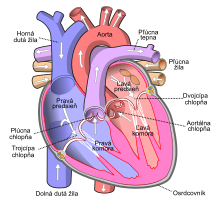 Horná
dutá žila
Aorta
Pľúcna
tepna
Pľúcna
žila
Ľavá
predsieň
Dvojcípa
chlopňa
Pravá
predsieň
Pľúcna
chlopňa
Aortálna
chlopňa
Ľavá
komora
Trojcípa
chlopňa
Pravá
komora
Dolná dutá žila
Osrdcovník